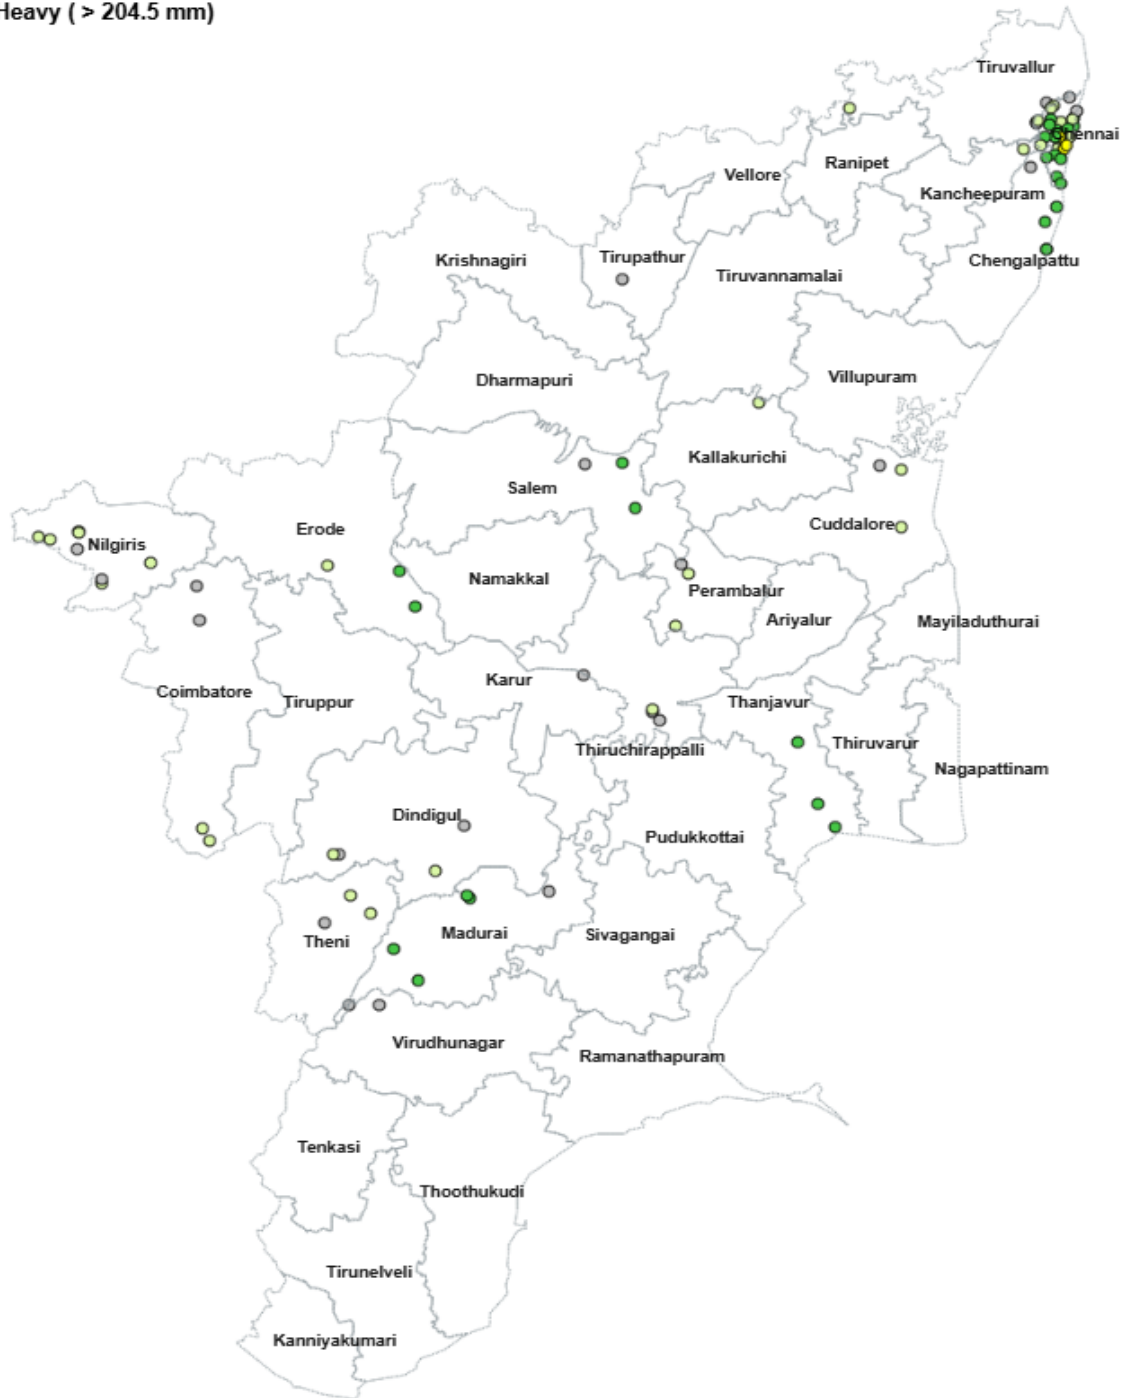 Heavy ( > 204.5 mm)
Tiruvallur
Chennai
Ranipet
Vellore
Kancheepuram
Krishnagiri
Tirupathur
Chengalpattu
Tiruvannamalai
Dharmapuri
Villupuram
Kallakurichi
Salem
Cuddalore
Erode
Nilgiris
Namakkal
Perambalur
Ariyalur
Mayiladuthurai
Karur
Coimbatore
Tiruppur
Thanjavur
Thiruvarur
Thiruchirappalli
Nagapattinam
Dindigul
Pudukkottai
Madurai
Sivagangai
Theni
Virudhunagar
Ramanathapuram
Tenkasi
Thoothukudi
Tirunelveli
Kanniyakumari